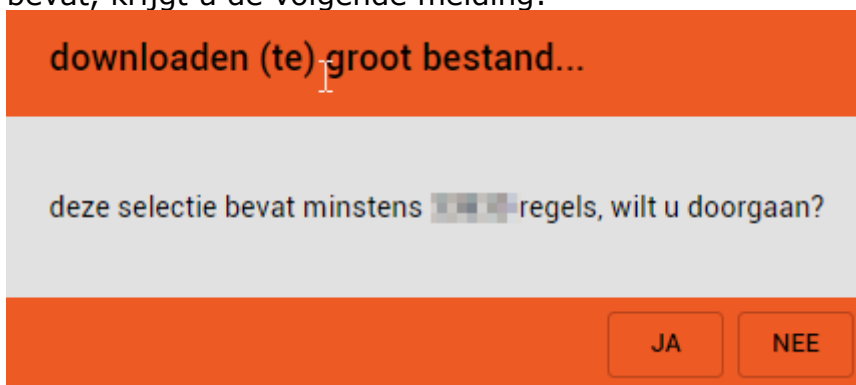 bevat, krijgt u de volgende melding:
downloaden (te) groot bestand...
deze selectie bevat minstens regels, wilt u doorgaan?
JA NEE